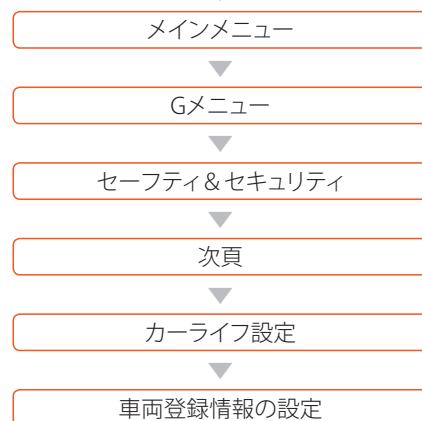 メインメニュー
Gメニュー
セーフティ＆セキュリティ
次頁
カーライフ設定
車両登録情報の設定